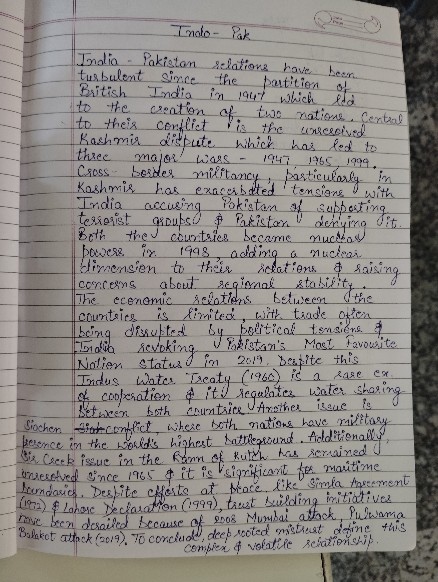 Indo - Pak
India - Pakistan relations have been
turbulent since the partition of
British India in 1947 which led
to the creation of two nations. Central
to their conflict is the unresolved
Kashmir dispute which has led to
three major wars - 1947, 1965, 1999.
Cross-border militancy, particularly in
Kashmir has exacerbated tensions with
India accusing Pakistan of supporting
terrorist groups & Pakistan denying it.
Both the countries became nuclear
powers in 1998 adding a nuclear
dimension to their relations & raising
concerns about regional stability.
The economic relations between the
countries is limited, with trade often
being disrupted by political tensions &
India revoking Pakistan's Most Favourite
Nation Status in 2019. Despite this
Indus Water Treaty (1960) is a rare ex.
of cooperation & it regulates water sharing
between both countries. Another issue is
Siachen conflict, where both nations have military
presence in the world's highest battleground. Additionally,
Sir Creek issue in the Rann of Kutch has remained
unresolved since 1965 & it is significant for maritime
boundaries. Despite efforts at peace like Simla Agreement
(1972) & Lahore Declaration (1999), trust building initiatives
have been derailed because of 2008 Mumbai attack, Pulwama
Balakot attack (2019). To conclude, deep rooted mistrust define this
complex & volatile relationship.